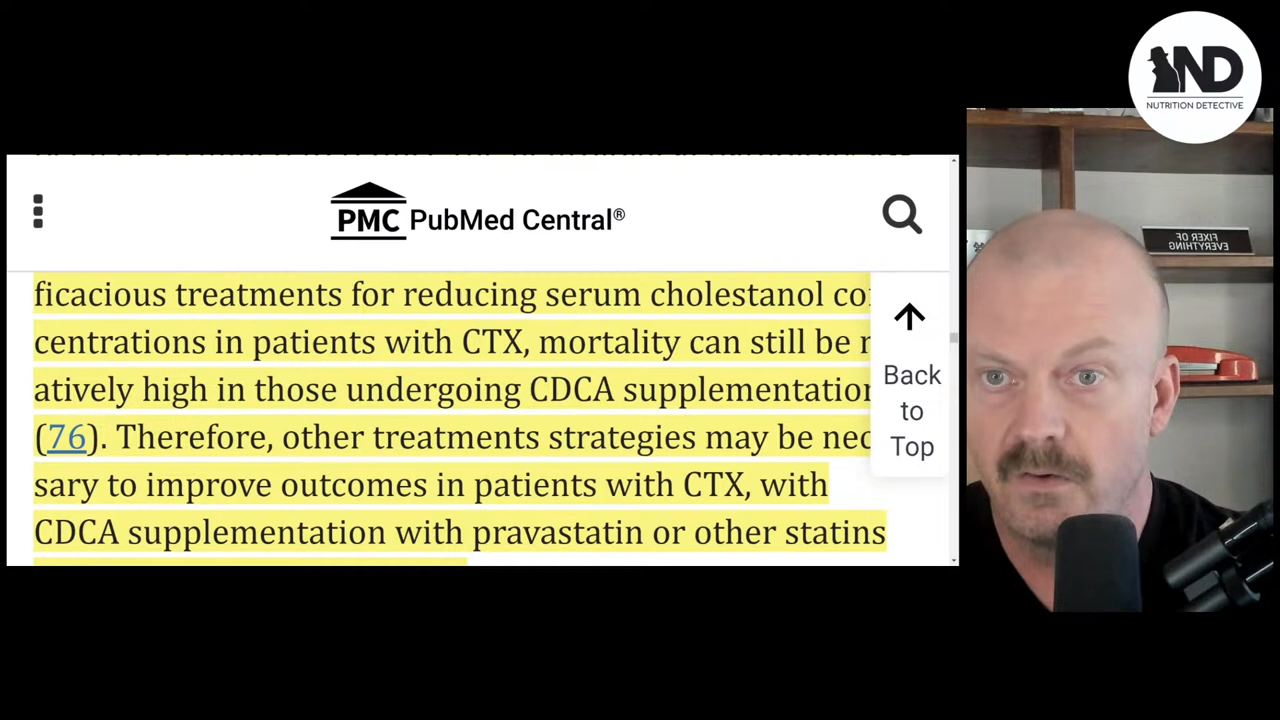 ND
NUTRITION DETECTIVE
PMC PubMed Central®
ficacious treatments for reducing serum cholestanol co
centrations in patients with CTX, mortality can still be r
atively high in those undergoing CDCA supplementation
(76). Therefore, other treatments strategies may be nec
sary to improve outcomes in patients with CTX, with
CDCA supplementation with pravastatin or other statins
Back
to
Top
FIXER OF
EVERYTHING